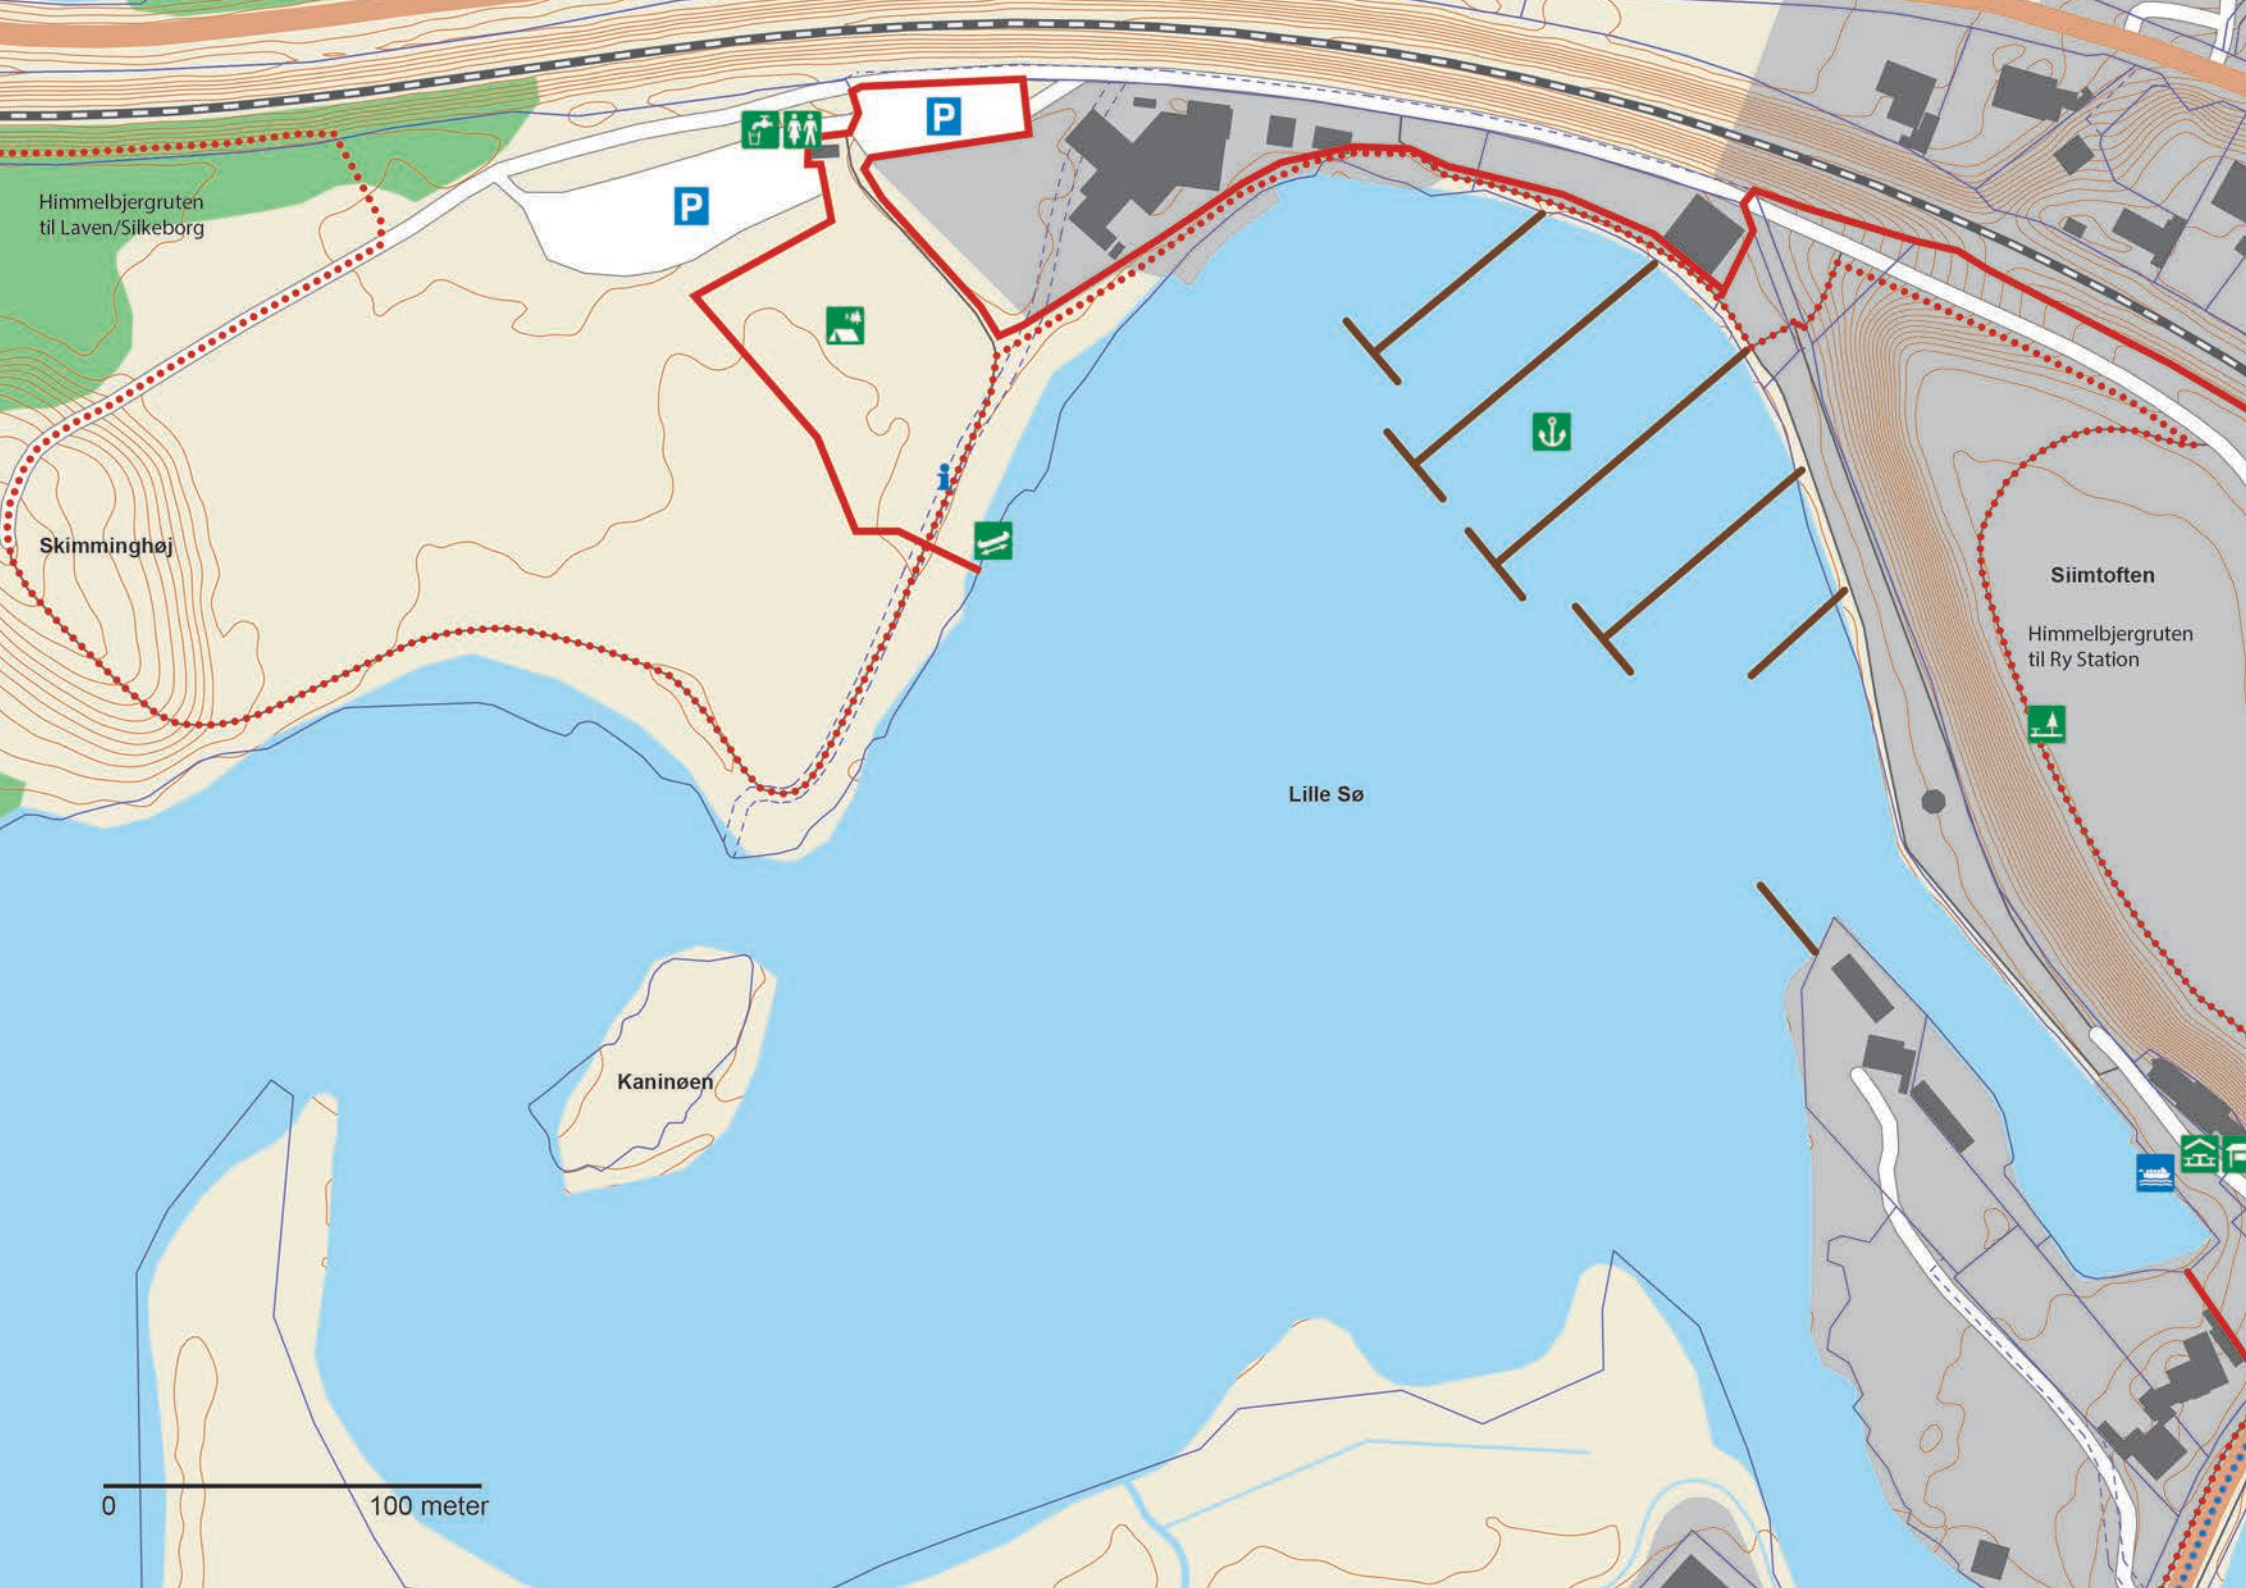 P
P
Himmelbjergruten
til Laven/Silkeborg
i
Skimminghøj
Siimtoften
Himmelbjergruten
til Ry Station
Lille Sø
Kaninøen
0 100 meter